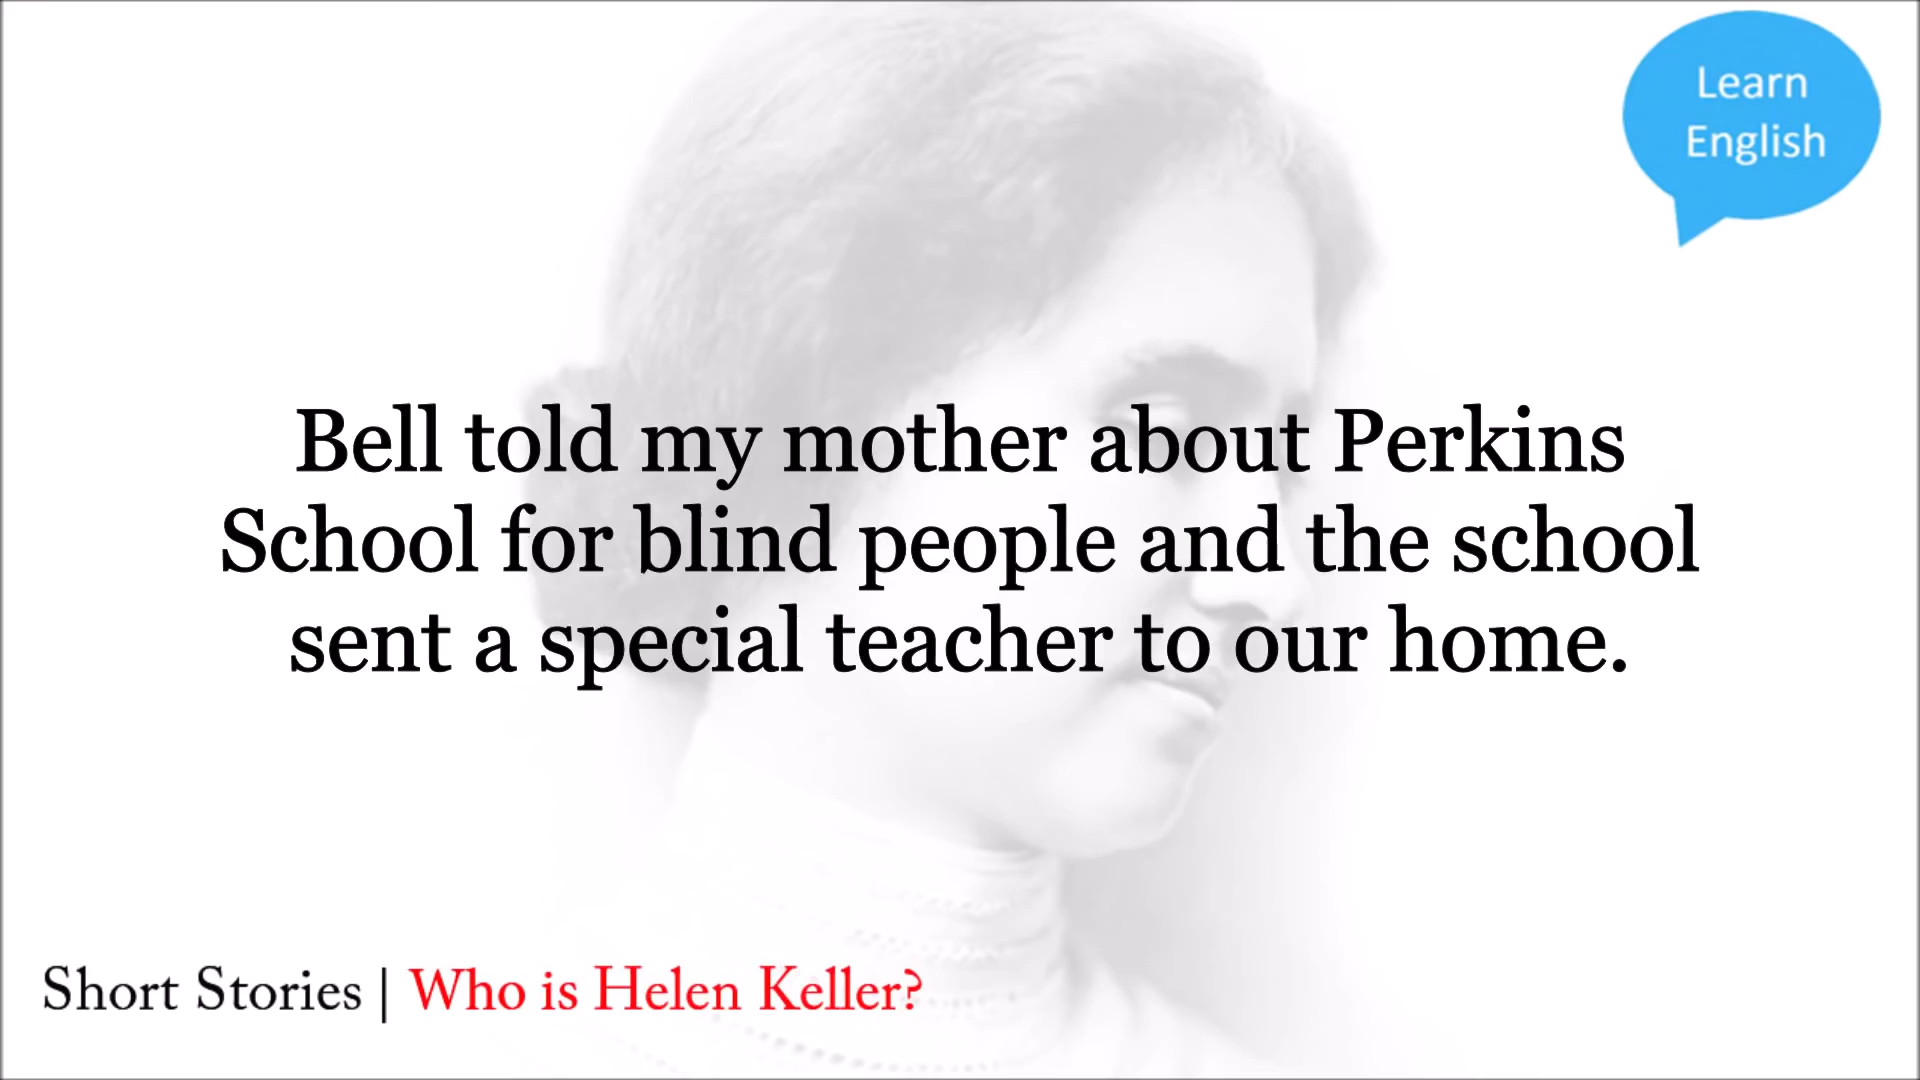 Learn
English
Bell told my mother about Perkins
School for blind people and the school
sent a special teacher to our home.
Short Stories | Who is Helen Keller?